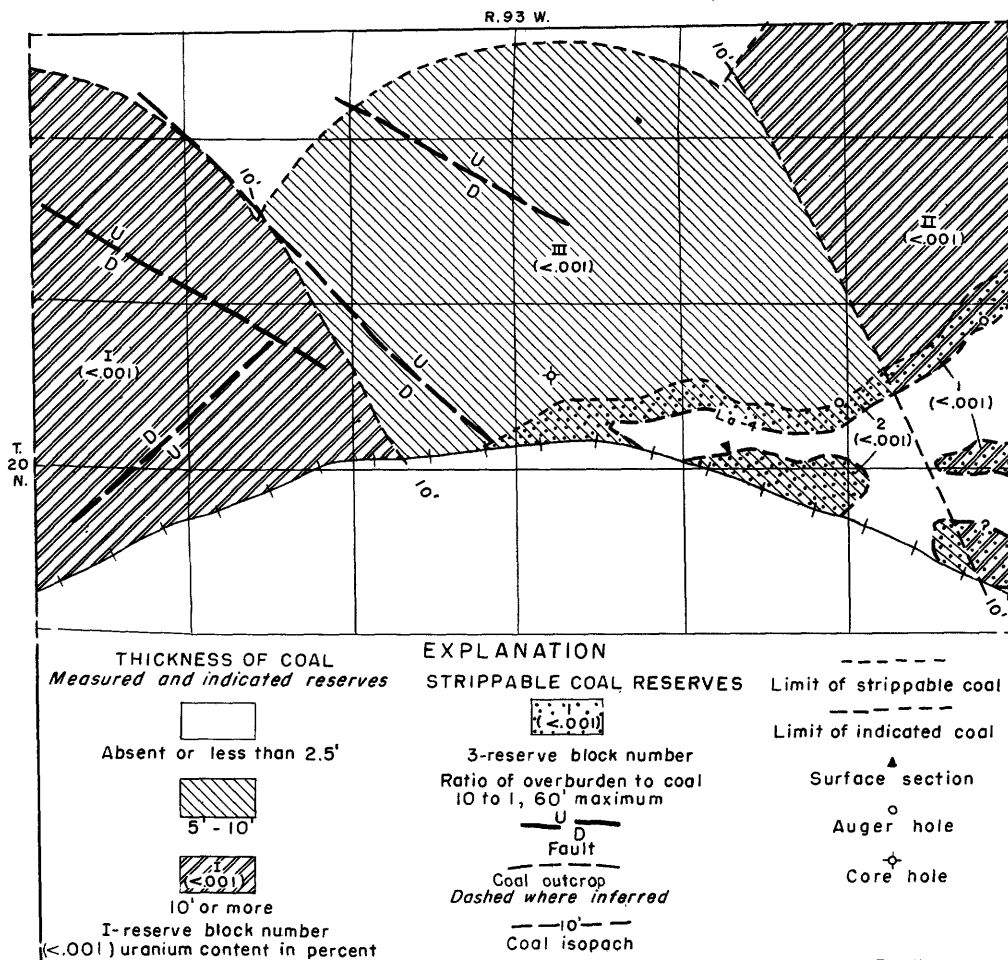 R. 93 W.
10'
10'
U
D
U
D
III
(<.001)
II
(<.001)
I
(<.001)
U
D
D
U
1
(<.001)
2
(<.001)
La-4
T.
20
N.
10'
?
10'
EXPLANATION
THICKNESS OF COAL
Measured and indicated reserves
Absent or less than 2.5'
5' - 10'
I
(<.001)
10' or more
I-reserve block number
(<.001) uranium content in percent
STRIPPABLE COAL RESERVES
1
(<.001)
3-reserve block number
Ratio of overburden to coal
10 to 1, 60' maximum
U
D
Fault
Coal outcrop
Dashed where inferred
10'
Coal isopach
Limit of strippable coal
Limit of indicated coal
Surface section
Auger hole
Core hole